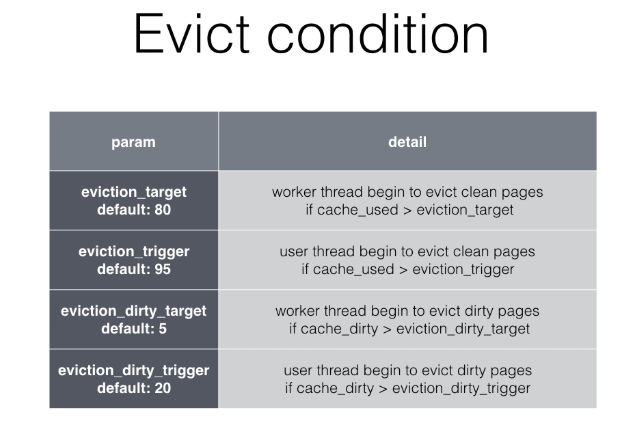 Evict condition
param
detail
eviction_target
default: 80
worker thread begin to evict clean pages
if cache_used > eviction_target
eviction_trigger
default: 95
user thread begin to evict clean pages
if cache_used > eviction_trigger
eviction_dirty_target
default: 5
worker thread begin to evict dirty pages
if cache_dirty > eviction_dirty_target
eviction_dirty_trigger
default: 20
user thread begin to evict dirty pages
if cache_dirty > eviction_dirty_trigger